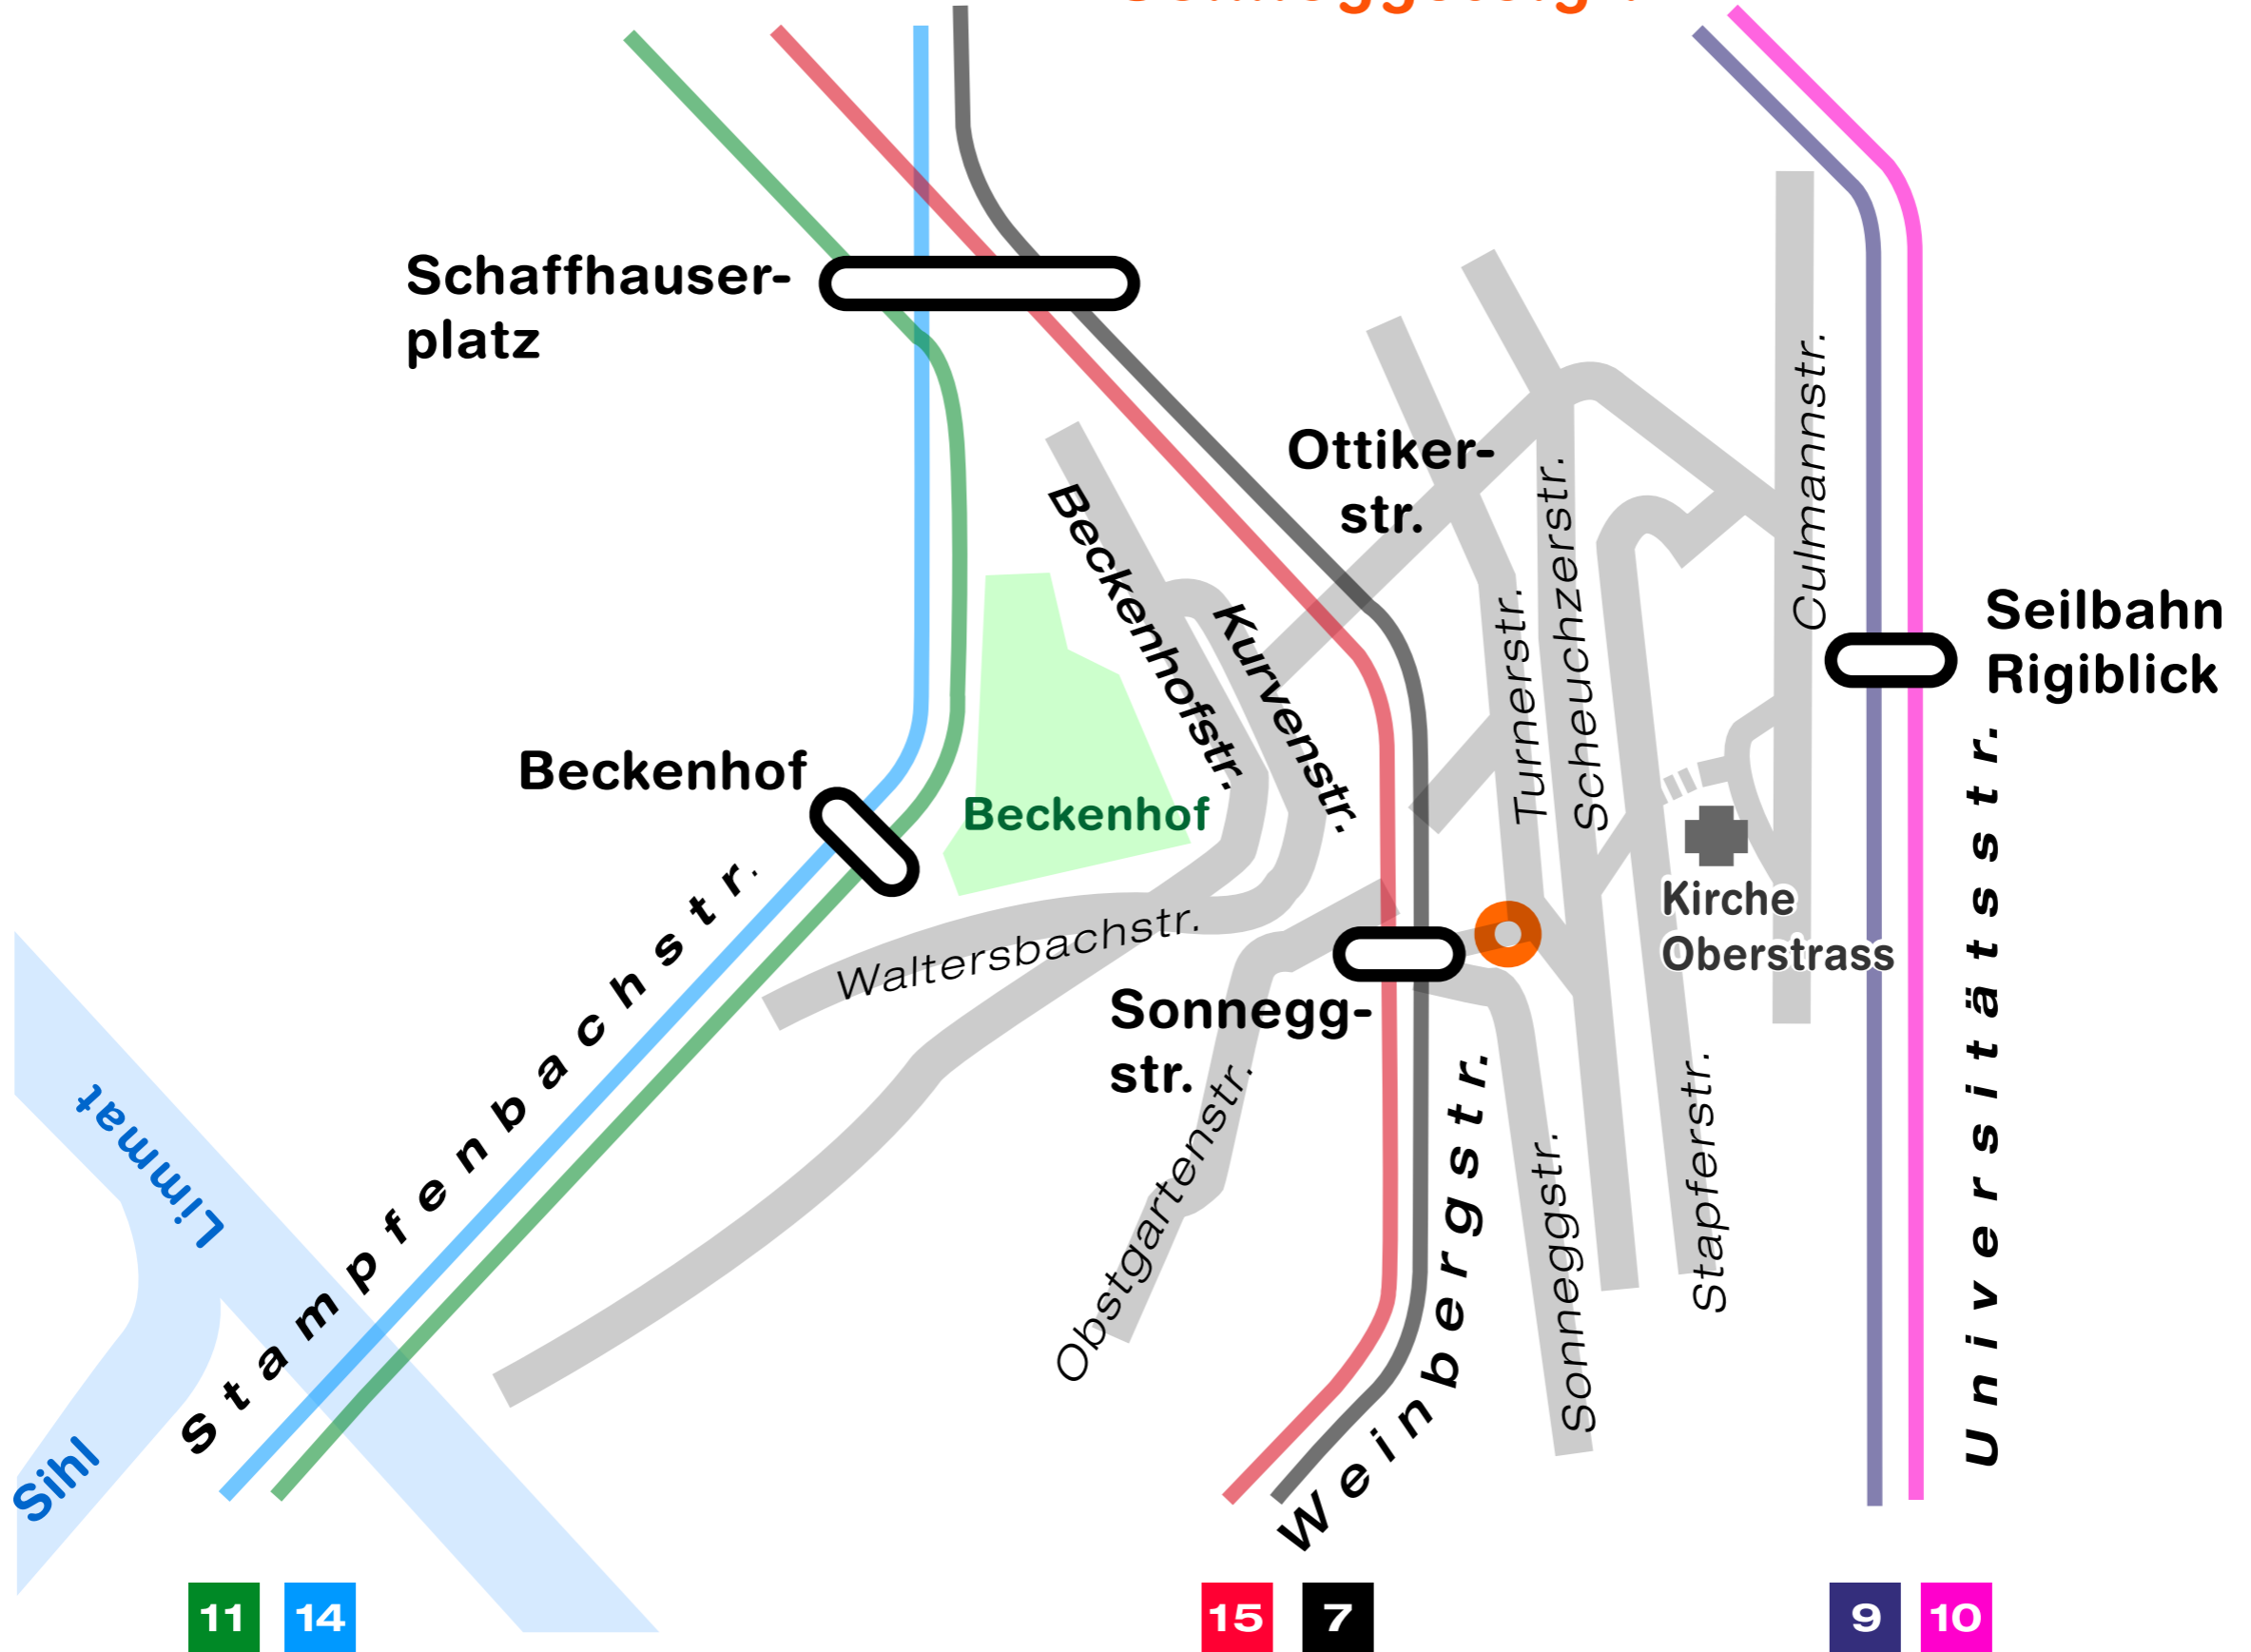 Schaffhauser-
platz
Ottiker-
str.
Culmannstr.
Scheuchzerstr.
Turnerstr.
Beckenhofstr.
Kurvenstr.
Seilbahn
Rigiblick
Beckenhof
Beckenhof
Kirche
Oberstrass
Waltersbachstr.
Stampfenbachstr.
Sonnegg-
str.
Obstgartenstr.
Weinbergstr.
Sonneggstr.
Stapferstr.
Universitätsstr.
Limmat
Sihl
11
14
15
7
9
10